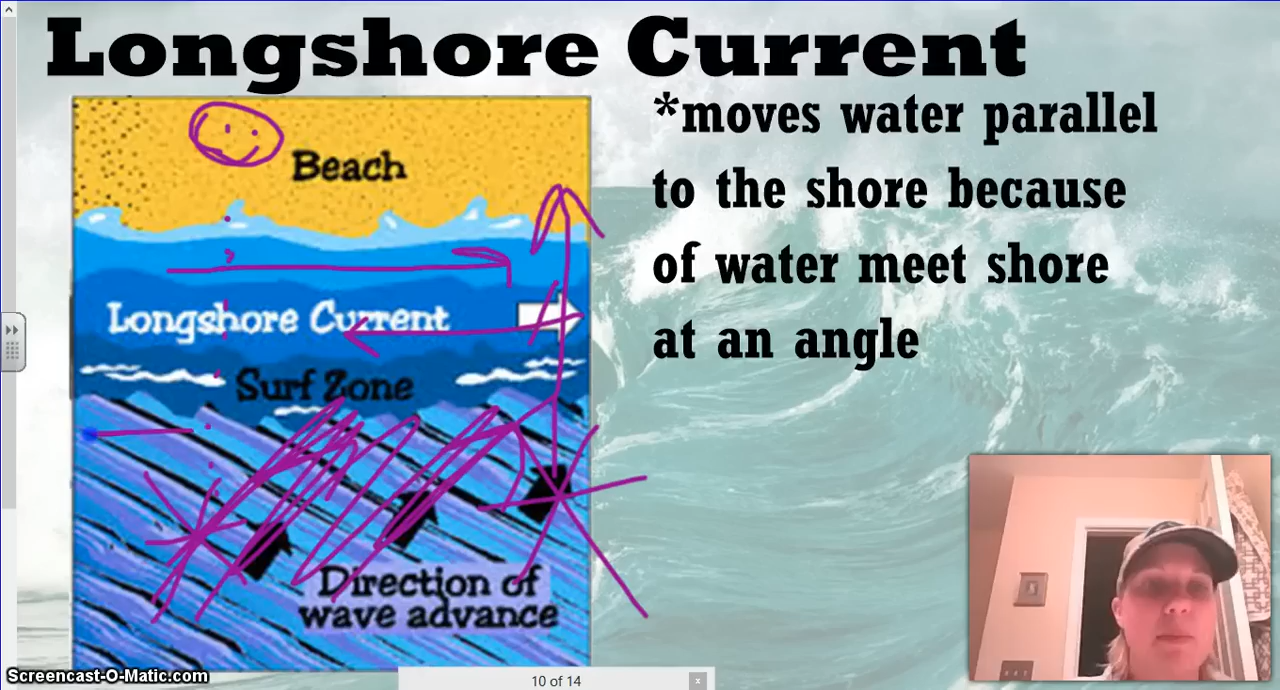 Longshore Current
*moves water parallel
to the shore because
of water meet shore
at an angle
Beach
Longshore Current
Surf Zone
Direction of
wave advance
Screencast-O-Matic.com
10 of 14
x